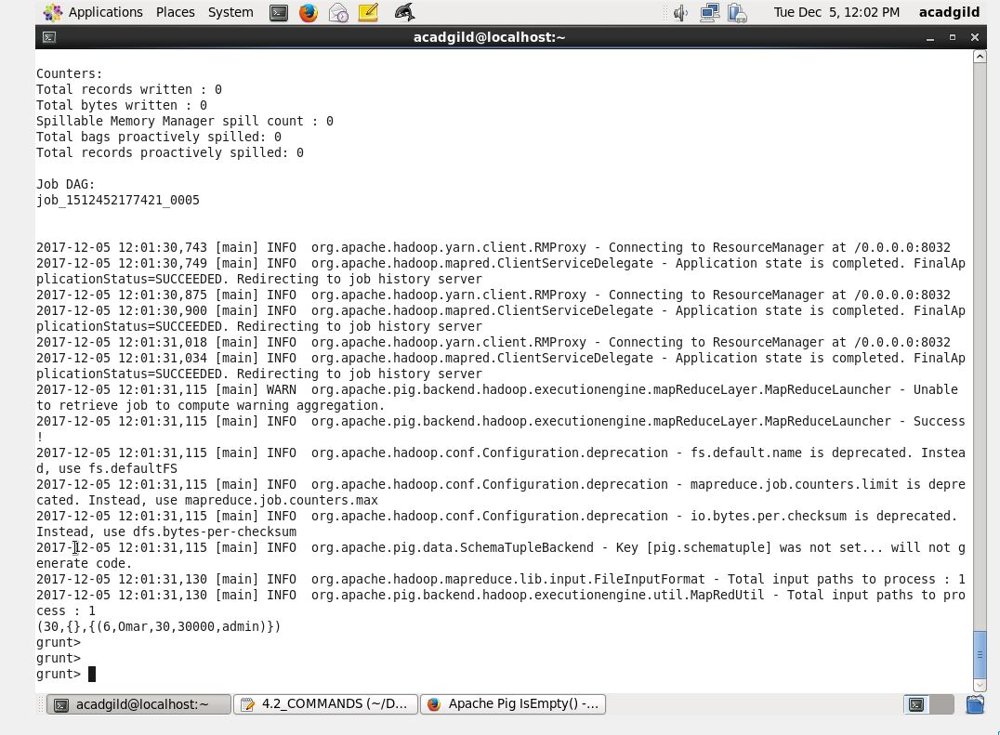 Applications Places System Tue Dec 5, 12:02 PM acadgild
acadgild@localhost:~
Counters:
Total records written : 0
Total bytes written : 0
Spillable Memory Manager spill count : 0
Total bags proactively spilled: 0
Total records proactively spilled: 0
Job DAG:
job_1512452177421_0005
2017-12-05 12:01:30,743 [main] INFO  org.apache.hadoop.yarn.client.RMProxy - Connecting to ResourceManager at /0.0.0.0:8032
2017-12-05 12:01:30,749 [main] INFO  org.apache.hadoop.mapred.ClientServiceDelegate - Application state is completed. FinalAp
plicationStatus=SUCCEEDED. Redirecting to job history server
2017-12-05 12:01:30,875 [main] INFO  org.apache.hadoop.yarn.client.RMProxy - Connecting to ResourceManager at /0.0.0.0:8032
2017-12-05 12:01:30,900 [main] INFO  org.apache.hadoop.mapred.ClientServiceDelegate - Application state is completed. FinalAp
plicationStatus=SUCCEEDED. Redirecting to job history server
2017-12-05 12:01:31,018 [main] INFO  org.apache.hadoop.yarn.client.RMProxy - Connecting to ResourceManager at /0.0.0.0:8032
2017-12-05 12:01:31,034 [main] INFO  org.apache.hadoop.mapred.ClientServiceDelegate - Application state is completed. FinalAp
plicationStatus=SUCCEEDED. Redirecting to job history server
2017-12-05 12:01:31,115 [main] WARN  org.apache.pig.backend.hadoop.executionengine.mapReduceLayer.MapReduceLauncher - Unable
to retrieve job to compute warning aggregation.
2017-12-05 12:01:31,115 [main] INFO  org.apache.pig.backend.hadoop.executionengine.mapReduceLayer.MapReduceLauncher - Success
!
2017-12-05 12:01:31,115 [main] INFO  org.apache.hadoop.conf.Configuration.deprecation - fs.default.name is deprecated. Instea
d, use fs.defaultFS
2017-12-05 12:01:31,115 [main] INFO  org.apache.hadoop.conf.Configuration.deprecation - mapreduce.job.counters.limit is depre
cated. Instead, use mapreduce.job.counters.max
2017-12-05 12:01:31,115 [main] INFO  org.apache.hadoop.conf.Configuration.deprecation - io.bytes.per.checksum is deprecated.
Instead, use dfs.bytes-per-checksum
2017-12-05 12:01:31,115 [main] INFO  org.apache.pig.data.SchemaTupleBackend - Key [pig.schematuple] was not set... will not g
enerate code.
2017-12-05 12:01:31,130 [main] INFO  org.apache.hadoop.mapreduce.lib.input.FileInputFormat - Total input paths to process : 1
2017-12-05 12:01:31,130 [main] INFO  org.apache.pig.backend.hadoop.executionengine.util.MapRedUtil - Total input paths to pro
cess : 1
(30,{},{(6,Omar,30,30000,admin)})
grunt>
grunt>
grunt>
acadgild@localhost:~ 4.2_COMMANDS (~/D... Apache Pig IsEmpty() -...